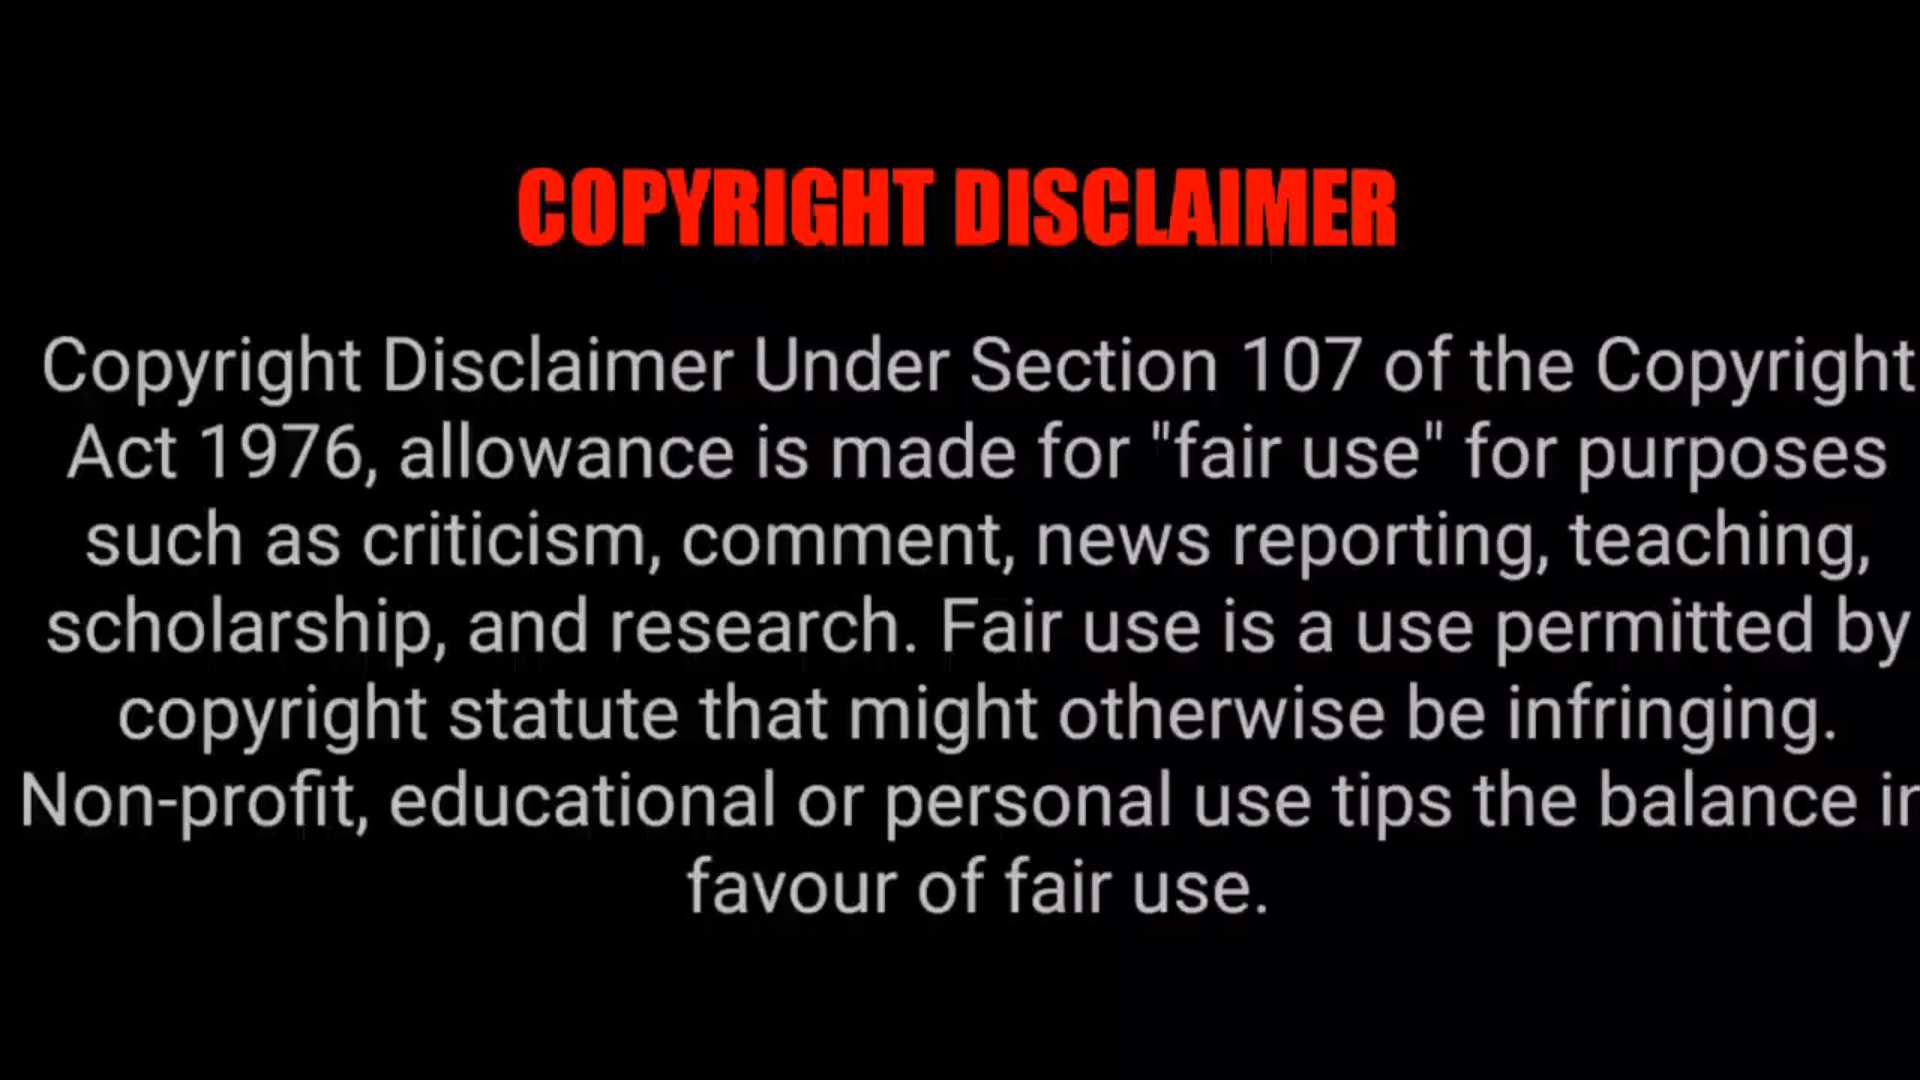 COPYRIGHT DISCLAIMER
Copyright Disclaimer Under Section 107 of the Copyright
Act 1976, allowance is made for "fair use" for purposes
such as criticism, comment, news reporting, teaching,
scholarship, and research. Fair use is a use permitted by
copyright statute that might otherwise be infringing.
Non-profit, educational or personal use tips the balance in
favour of fair use.